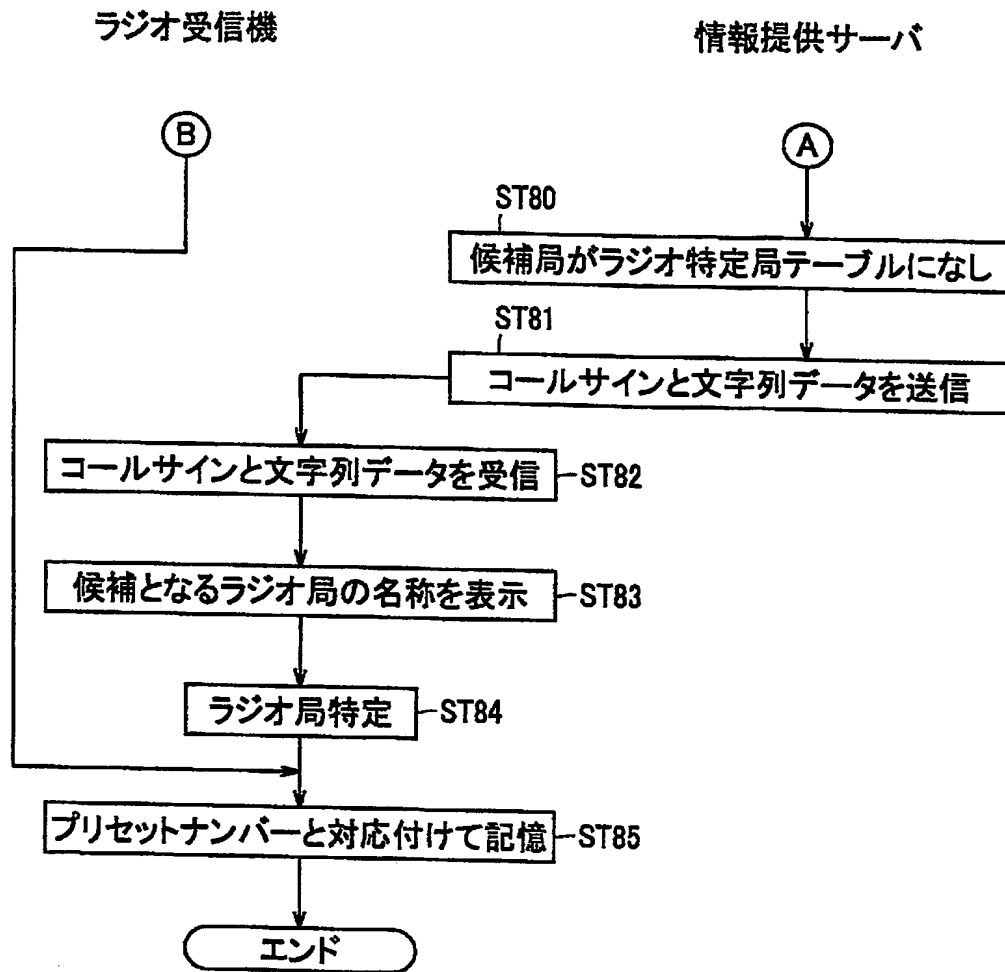 ラジオ受信機
情報提供サーバ
B
A
ST80
候補局がラジオ特定局テーブルになし
ST81
コールサインと文字列データを送信
コールサインと文字列データを受信
ST82
候補となるラジオ局の名称を表示
ST83
ラジオ局特定
ST84
プリセットナンバーと対応付けて記憶
ST85
エンド